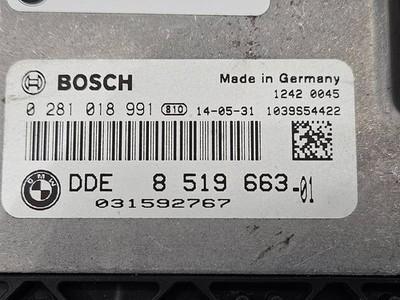 BOSCH
Made in Germany
1242 0045
0 281 018 991 810 14-05-31 1039S54422
BMW
DDE 8 519 663-01
031592767